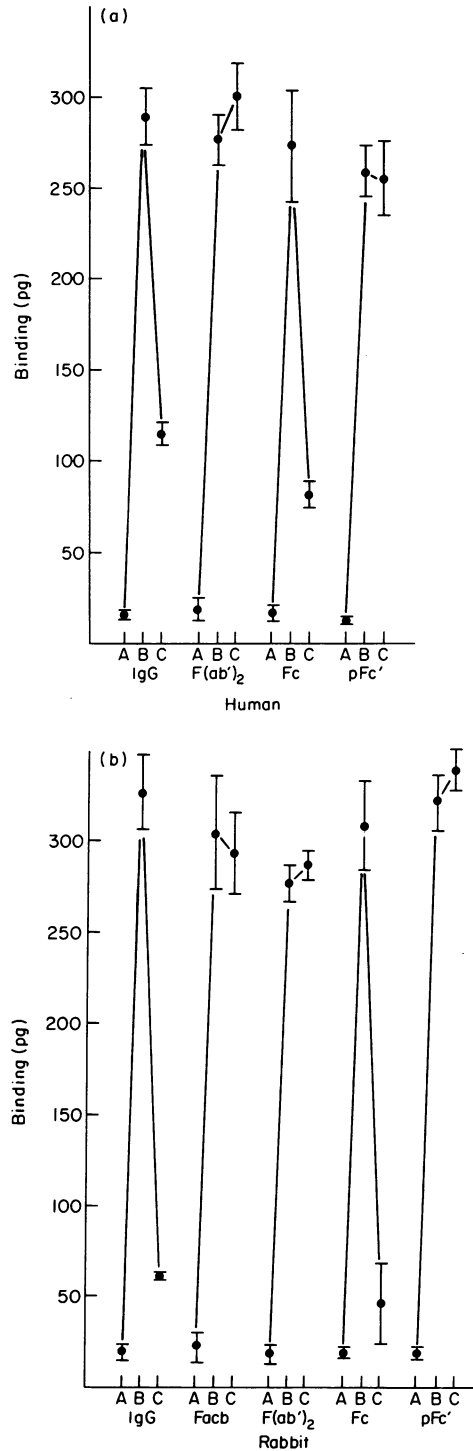 (a)
300
250
200
150
100
50
Binding (pg)
A B C A B C A B C A B C
IgG F(ab')2 Fc pFc'
Human
(b)
300
250
200
150
100
50
Binding (pg)
A B C A B C A B C A B C A B C
IgG Facb F(ab')2 Fc pFc'
Rabbit